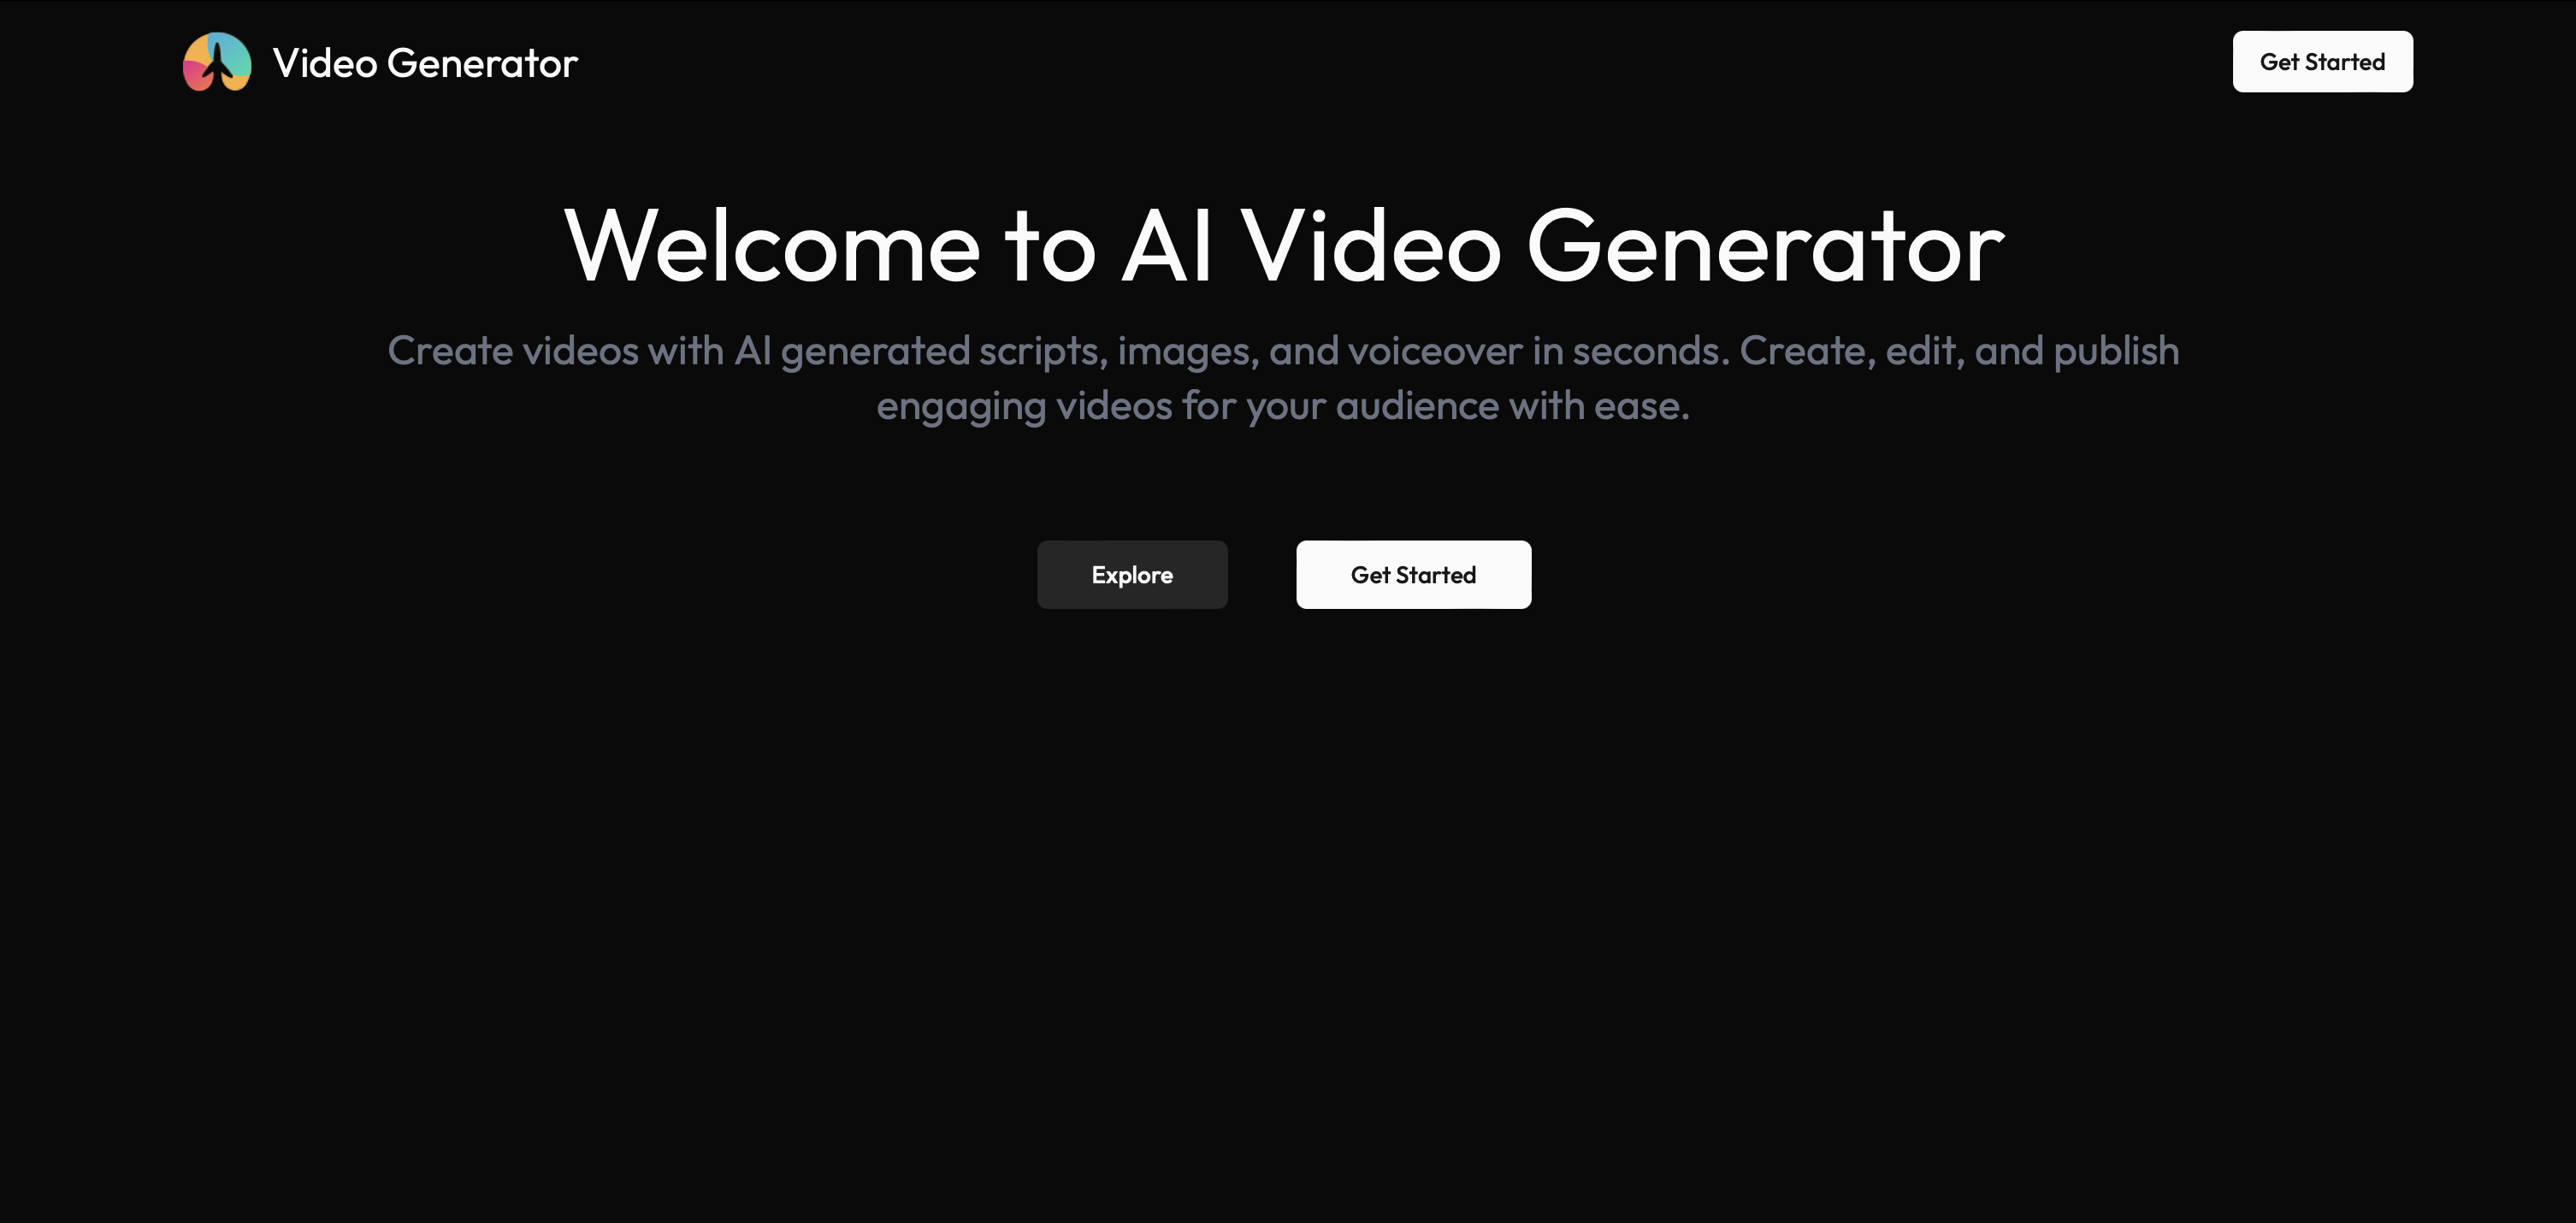 Video Generator
Get Started
Welcome to AI Video Generator
Create videos with AI generated scripts, images, and voiceover in seconds. Create, edit, and publish
engaging videos for your audience with ease.
Explore
Get Started